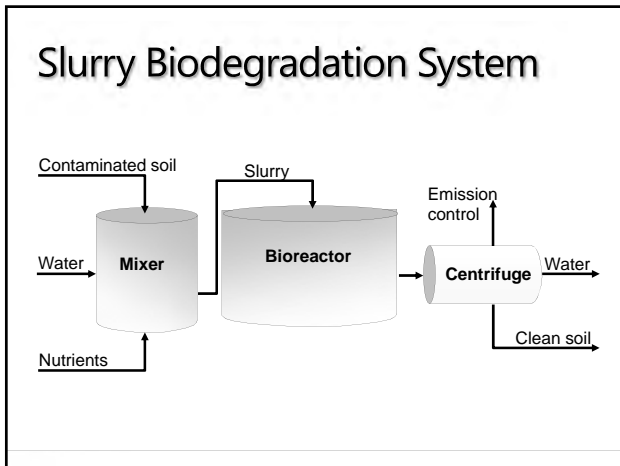 Slurry Biodegradation System
Contaminated soil
Slurry
Emission
control
Water
Mixer
Bioreactor
Centrifuge
Water
Nutrients
Clean soil